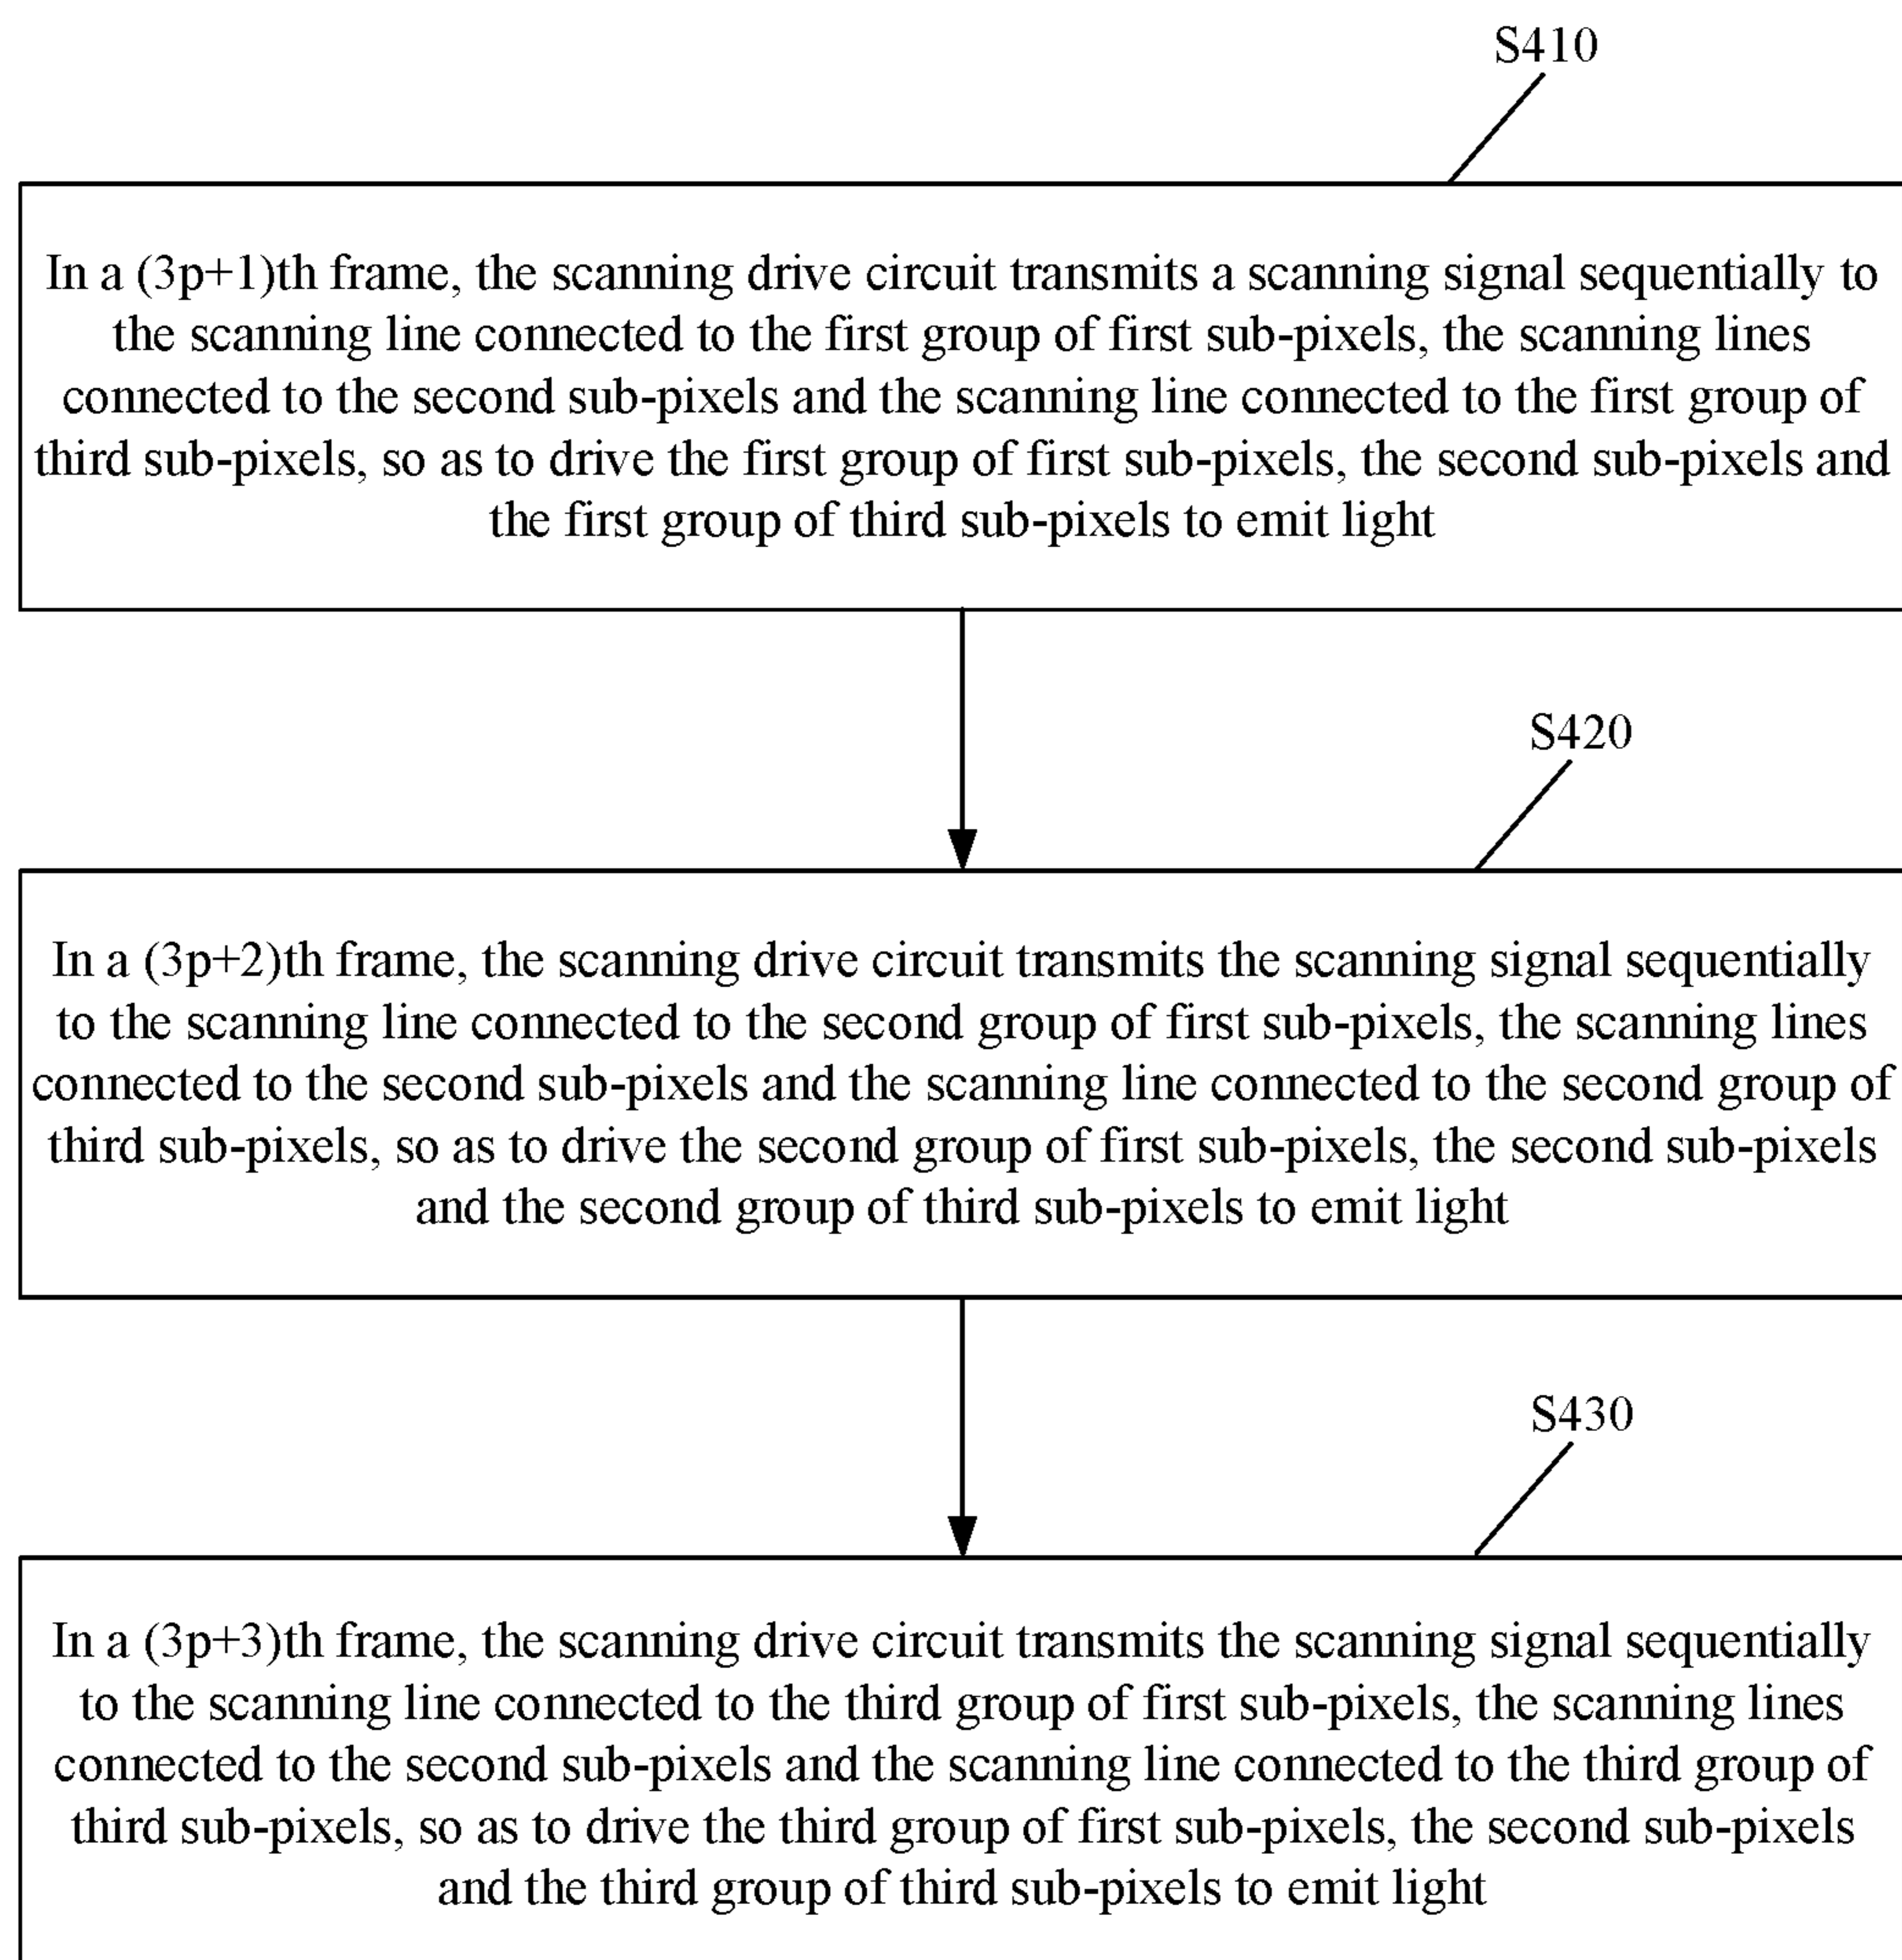 S410
In a (3p+1)th frame, the scanning drive circuit transmits a scanning signal sequentially to
the scanning line connected to the first group of first sub-pixels, the scanning lines
connected to the second sub-pixels and the scanning line connected to the first group of
third sub-pixels, so as to drive the first group of first sub-pixels, the second sub-pixels and
the first group of third sub-pixels to emit light
S420
In a (3p+2)th frame, the scanning drive circuit transmits the scanning signal sequentially
to the scanning line connected to the second group of first sub-pixels, the scanning lines
connected to the second sub-pixels and the scanning line connected to the second group of
third sub-pixels, so as to drive the second group of first sub-pixels, the second sub-pixels
and the second group of third sub-pixels to emit light
S430
In a (3p+3)th frame, the scanning drive circuit transmits the scanning signal sequentially
to the scanning line connected to the third group of first sub-pixels, the scanning lines
connected to the second sub-pixels and the scanning line connected to the third group of
third sub-pixels, so as to drive the third group of first sub-pixels, the second sub-pixels
and the third group of third sub-pixels to emit light